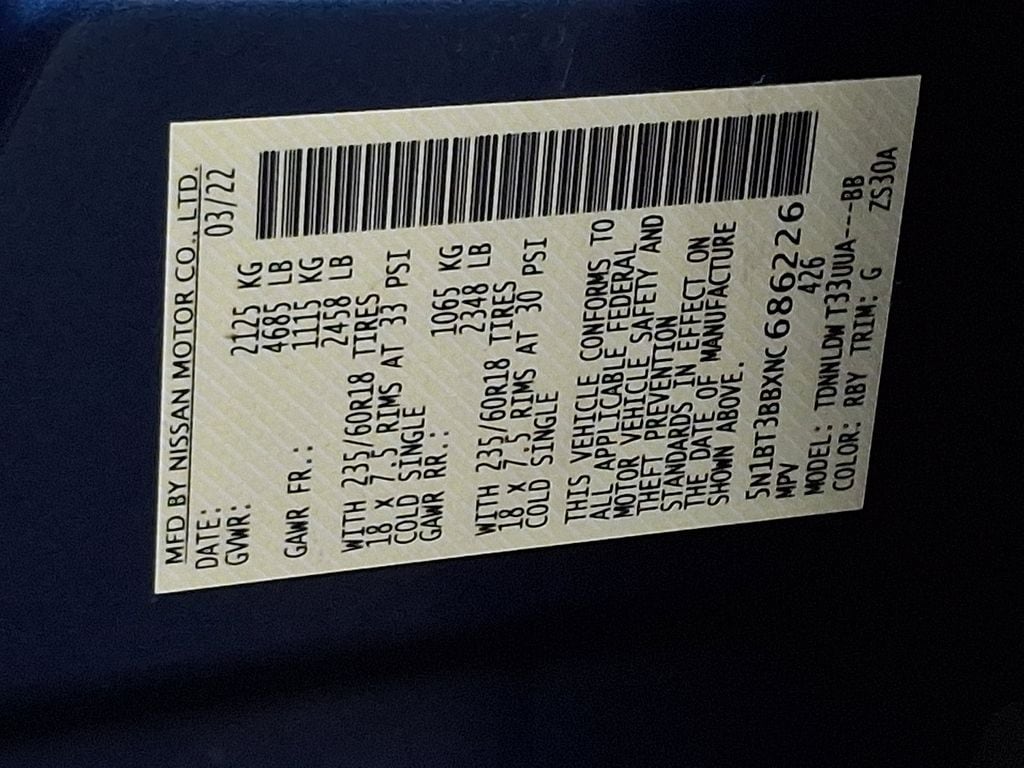 MFD BY NISSAN MOTOR CO., LTD.
DATE: 03/22
GVWR: 2125 KG
4685 LB
GAWR FR.: 1115 KG
2458 LB
WITH 235/60R18 TIRES
18 X 7.5 RIMS AT 33 PSI
COLD SINGLE
GAWR RR.: 1065 KG
2348 LB
WITH 235/60R18 TIRES
18 X 7.5 RIMS AT 30 PSI
COLD SINGLE
THIS VEHICLE CONFORMS TO
ALL APPLICABLE FEDERAL
MOTOR VEHICLE SAFETY AND
THEFT PREVENTION
STANDARDS IN EFFECT ON
THE DATE OF MANUFACTURE
SHOWN ABOVE.
5N1BT3BBXNC686226
MPV 426
MODEL: TDNNLDW T33UUA----BB
COLOR: RBY TRIM: G ZS30A